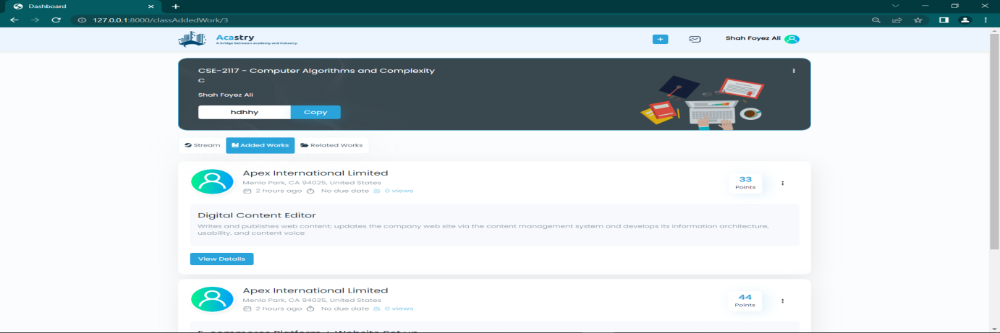 Dashboard
127.0.0.1:8000/classAddedWork/3
Acastry
A bridge between academy and industry.
Shah Foyez Ali
CSE-2117 - Computer Algorithms and Complexity
C
Shah Foyez Ali
hdhhy Copy
Stream Added Works Related Works
Apex International Limited
Menlo Park, CA 94025, United States
2 hours ago No due date 0 views
33
Points
Digital Content Editor
Writes and publishes web content; updates the company web site via the content management system and develops its information architecture,
usability, and content voice
View Details
Apex International Limited
Menlo Park, CA 94025, United States
2 hours ago No due date 0 views
44
Points
E-commerce Platform + Website Set up